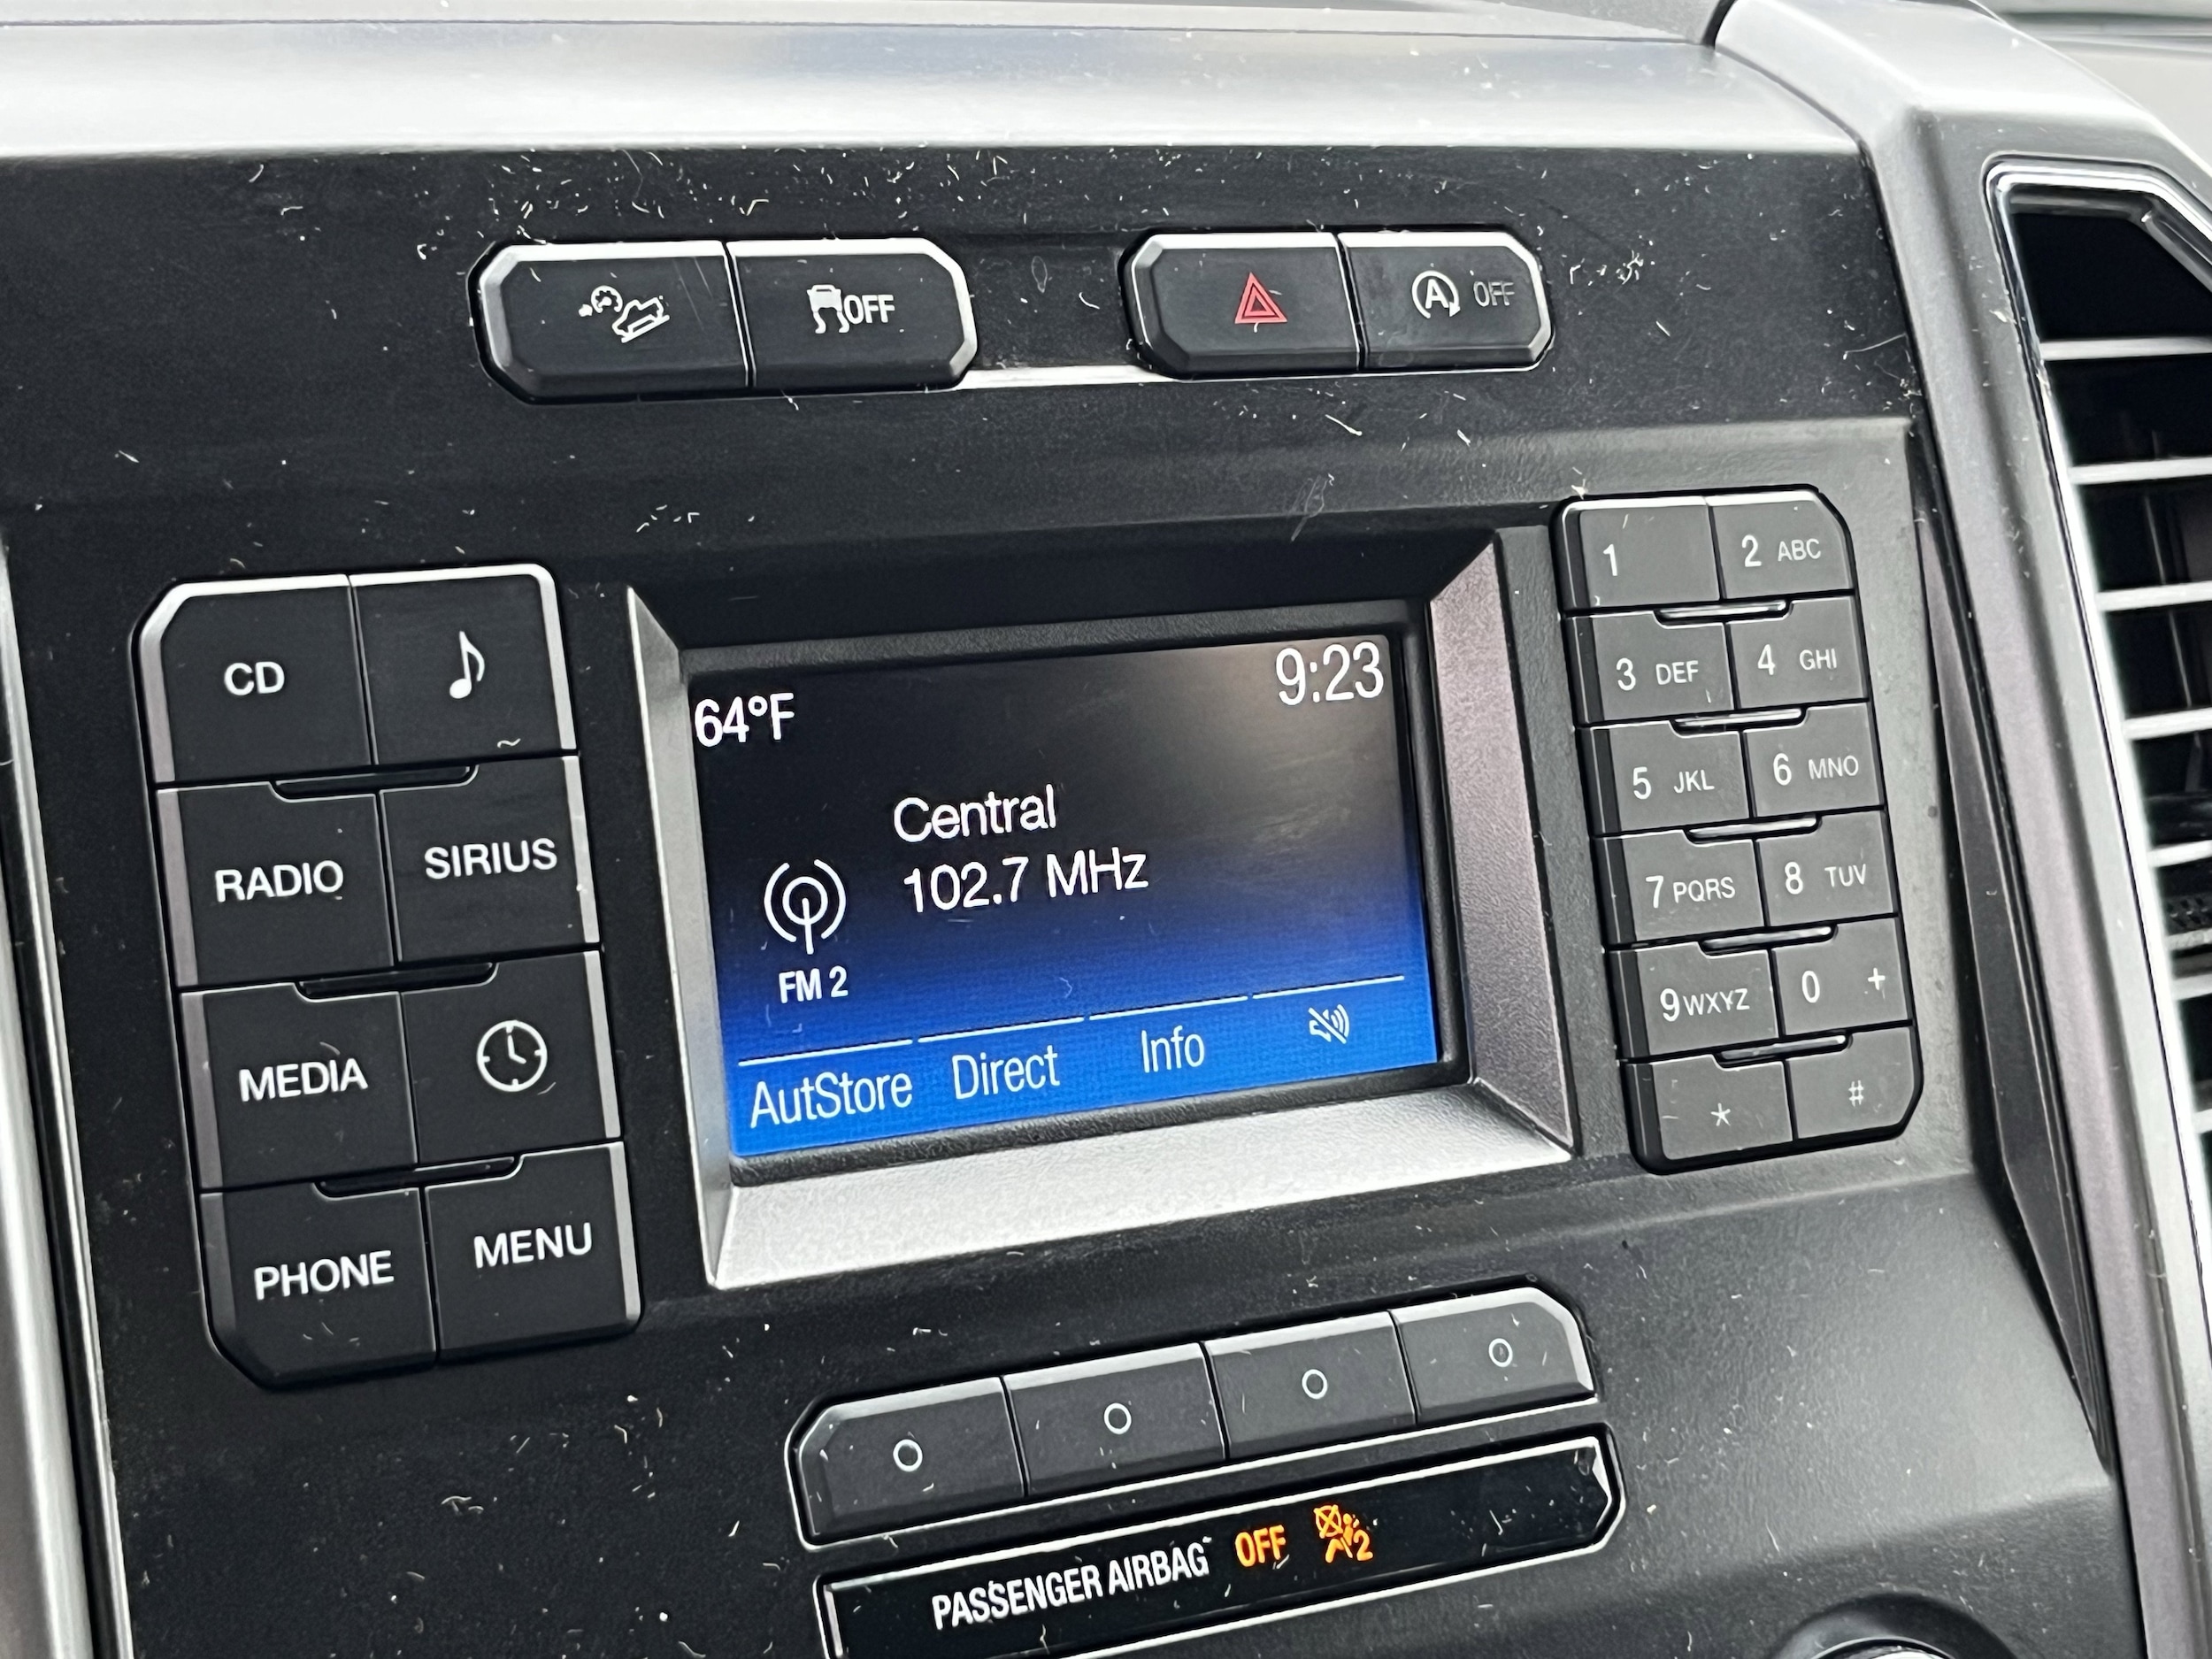 OFF
A OFF
CD
RADIO SIRIUS
MEDIA
PHONE MENU
64°F 9:23
Central
102.7 MHz
FM 2
AutStore Direct Info
1 2 ABC
3 DEF 4 GHI
5 JKL 6 MNO
7 PQRS 8 TUV
9 WXYZ 0 +
* #
PASSENGER AIRBAG OFF 2